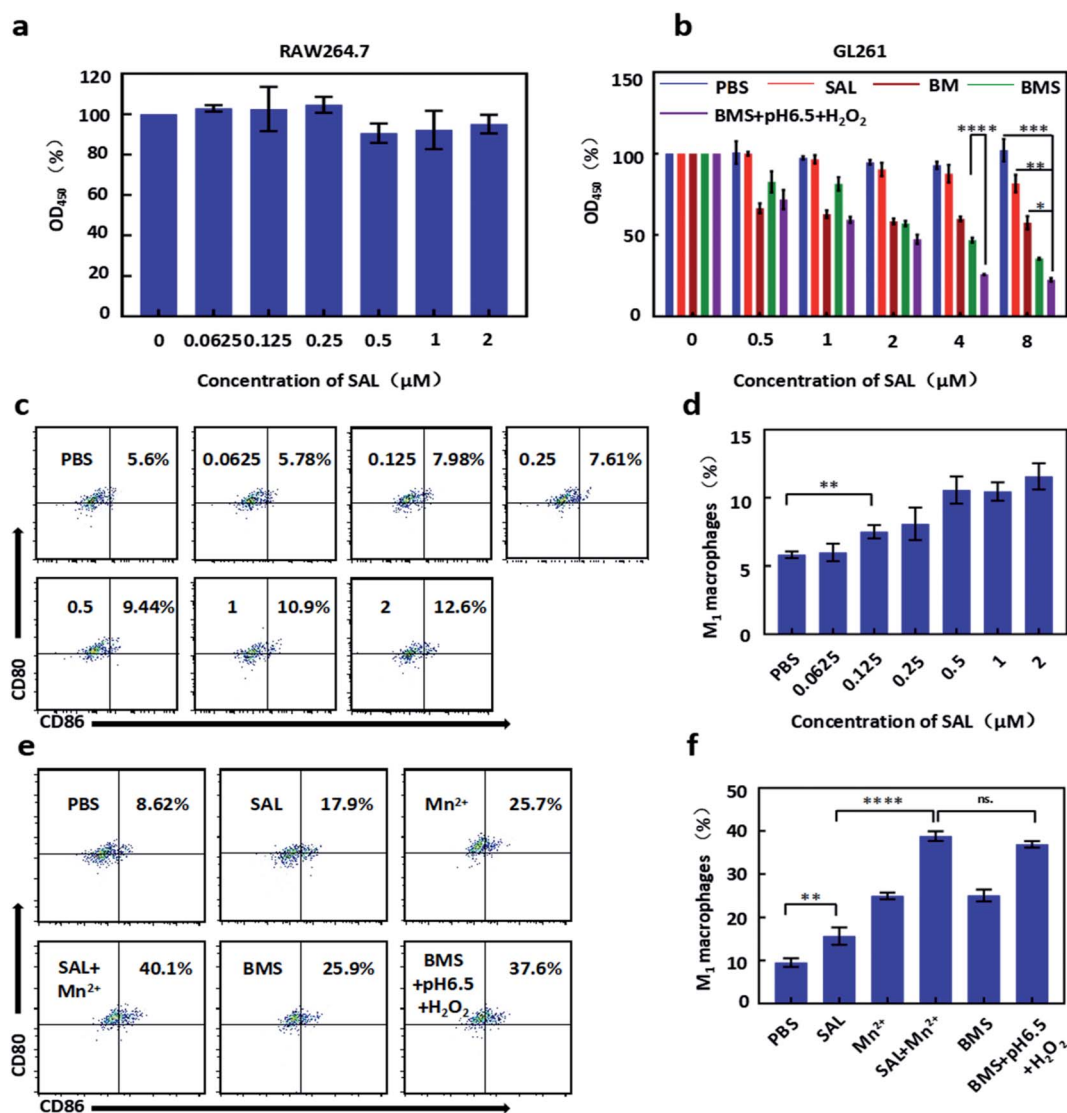 a
RAW264.7
OD₄₅₀ (%)
120
100
80
60
40
20
0
0 0.0625 0.125 0.25 0.5 1 2
Concentration of SAL (μM)
b
GL261
PBS SAL BM BMS
BMS+pH6.5+H₂O₂
OD₄₅₀ (%)
150
100
50
0
**** ***
**
*
0 0.5 1 2 4 8
Concentration of SAL (μM)
c
PBS 5.6%
0.0625 5.78%
0.125 7.98%
0.25 7.61%
0.5 9.44%
1 10.9%
2 12.6%
CD80
CD86
d
M₁ macrophages (%)
15
10
5
0
**
PBS 0.0625 0.125 0.25 0.5 1 2
Concentration of SAL (μM)
e
PBS 8.62%
SAL 17.9%
Mn²⁺ 25.7%
SAL+
Mn²⁺
40.1%
BMS 25.9%
BMS
+pH6.5
+H₂O₂
37.6%
CD80
CD86
f
M₁ macrophages (%)
50
40
30
20
10
0
** **** ns.
PBS SAL Mn²⁺ SAL+Mn²⁺ BMS BMS+pH6.5
+H₂O₂